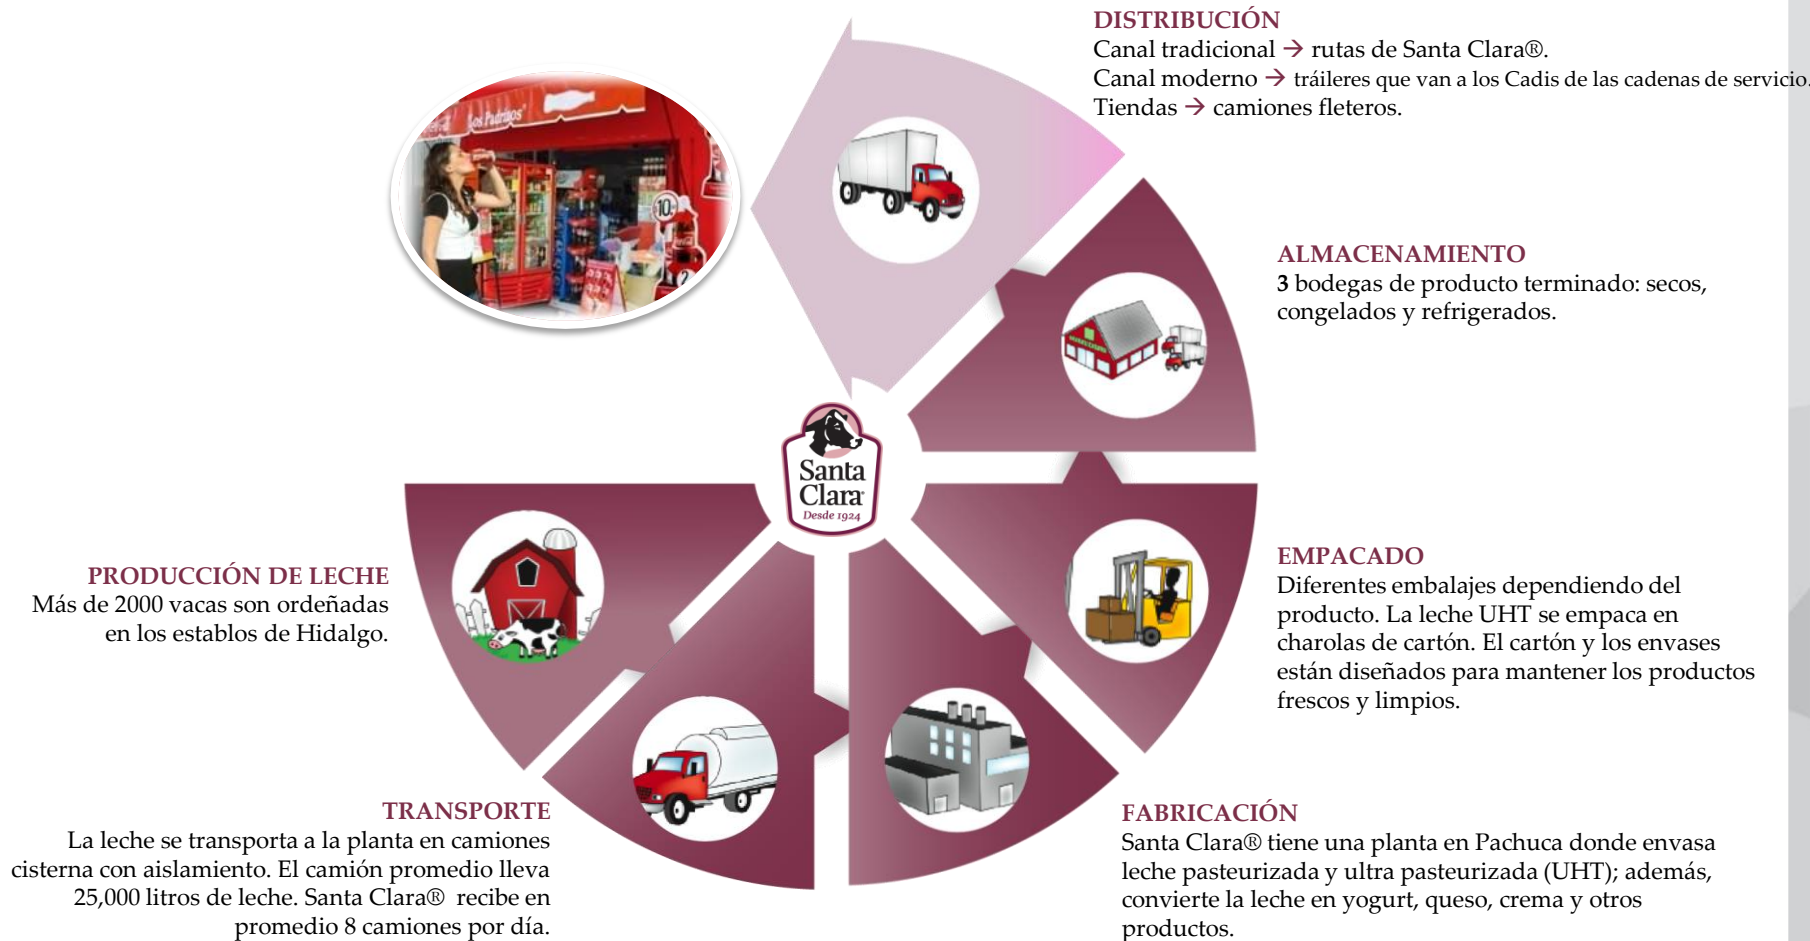 DISTRIBUCIÓN
Canal tradicional → rutas de Santa Clara®.
Canal moderno → tráileres que van a los Cadis de las cadenas de servicio.
Tiendas → camiones fleteros.
Los Padrinos
10
2
ALMACENAMIENTO
3 bodegas de producto terminado: secos,
congelados y refrigerados.
Santa
Clara
Desde 1924
EMPACADO
Diferentes embalajes dependiendo del
producto. La leche UHT se empaca en
charolas de cartón. El cartón y los envases
están diseñados para mantener los productos
frescos y limpios.
PRODUCCIÓN DE LECHE
Más de 2000 vacas son ordeñadas
en los establos de Hidalgo.
TRANSPORTE
La leche se transporta a la planta en camiones
cisterna con aislamiento. El camión promedio lleva
25,000 litros de leche. Santa Clara® recibe en
promedio 8 camiones por día.
FABRICACIÓN
Santa Clara® tiene una planta en Pachuca donde envasa
leche pasteurizada y ultra pasteurizada (UHT); además,
convierte la leche en yogurt, queso, crema y otros
productos.